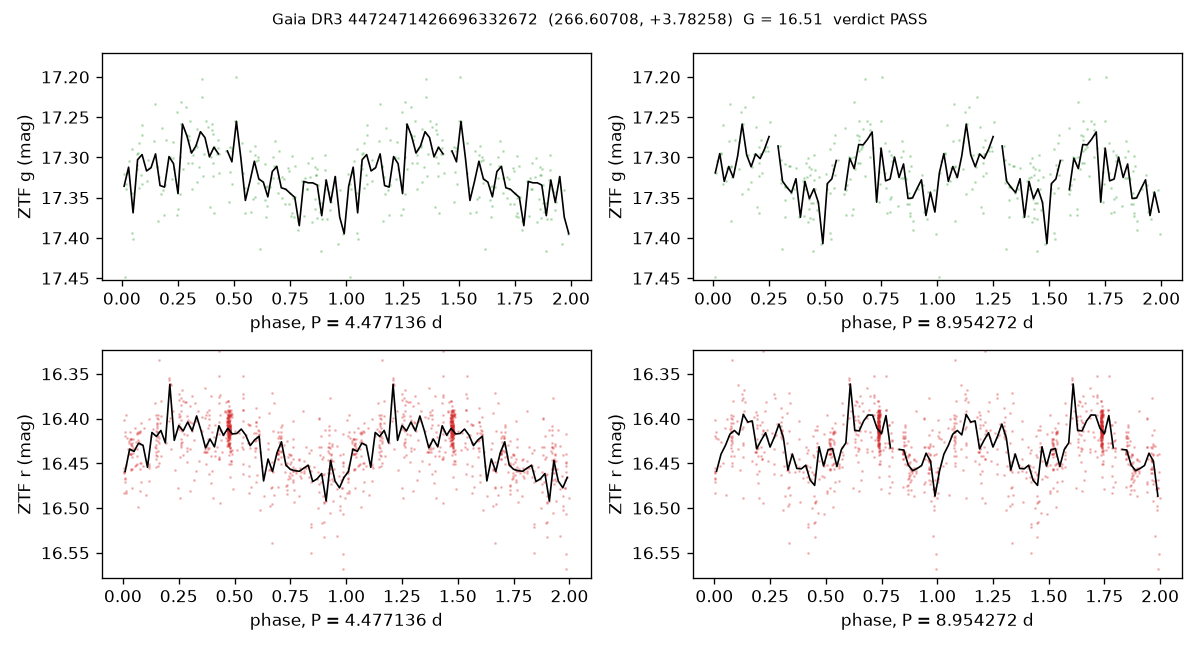 Gaia DR3 4472471426696332672 (266.60708, +3.78258) G = 16.51 verdict PASS
ZTF g (mag)
17.20
17.25
17.30
17.35
17.40
17.45
0.00 0.25 0.50 0.75 1.00 1.25 1.50 1.75 2.00
phase, P = 4.477136 d
ZTF g (mag)
17.20
17.25
17.30
17.35
17.40
17.45
0.00 0.25 0.50 0.75 1.00 1.25 1.50 1.75 2.00
phase, P = 8.954272 d
ZTF r (mag)
16.35
16.40
16.45
16.50
16.55
0.00 0.25 0.50 0.75 1.00 1.25 1.50 1.75 2.00
phase, P = 4.477136 d
ZTF r (mag)
16.35
16.40
16.45
16.50
16.55
0.00 0.25 0.50 0.75 1.00 1.25 1.50 1.75 2.00
phase, P = 8.954272 d